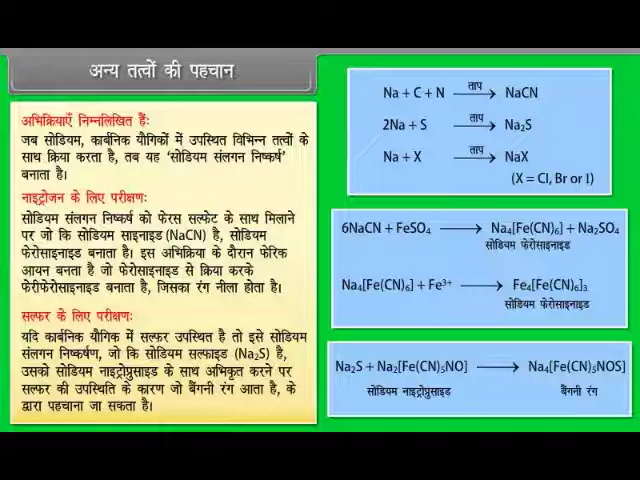 अन्य तत्वों की पहचान
अभिक्रियाएँ निम्नलिखित हैं:
जब सोडियम, कार्बनिक यौगिकों में उपस्थित विभिन्न तत्वों के
साथ क्रिया करता है, तब यह 'सोडियम संलगन निष्कर्ष'
बनाता है।
नाइट्रोजन के लिए परीक्षण:
सोडियम संलगन निष्कर्ष को फेरस सल्फेट के साथ मिलाने
पर जो कि सोडियम साइनाइड (NaCN) है, सोडियम
फेरोसाइनाइड बनाता है। इस अभिक्रिया के दौरान फेरिक
आयन बनता है जो फेरोसाइनाइड से क्रिया करके
फेरीफेरोसाइनाइड बनाता है, जिसका रंग नीला होता है।
सल्फर के लिए परीक्षण:
यदि कार्बनिक यौगिक में सल्फर उपस्थित है तो इसे सोडियम
संलगन निष्कर्षण, जो कि सोडियम सल्फाइड (Na₂S) है,
उसको सोडियम नाइट्रोप्रुसाइड के साथ अभिकृत करने पर
सल्फर की उपस्थिति के कारण जो बैंगनी रंग आता है, के
द्वारा पहचाना जा सकता है।
Na + C + N ताप ⟶ NaCN
2Na + S ताप ⟶ Na₂S
Na + X ताप ⟶ NaX
(X = Cl, Br or I)
6NaCN + FeSO₄ ⟶ Na₄[Fe(CN)₆] + Na₂SO₄
सोडियम फेरोसाइनाइड
Na₄[Fe(CN)₆] + Fe³⁺ ⟶ Fe₄[Fe(CN)₆]₃
सोडियम फेरोसाइनाइड
Na₂S + Na₂[Fe(CN)₅NO] ⟶ Na₄[Fe(CN)₅NOS]
सोडियम नाइट्रोप्रुसाइड बैंगनी रंग